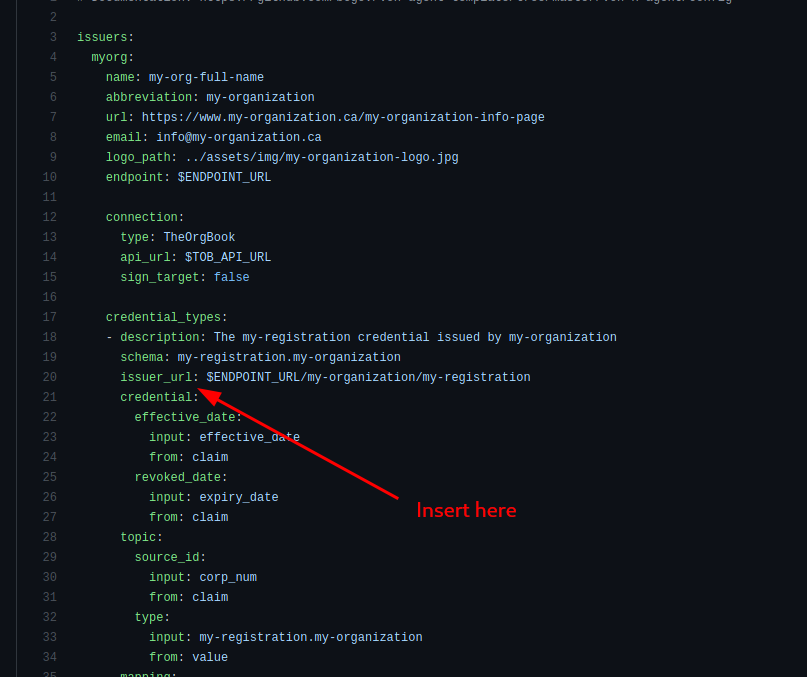 2
3 issuers:
4 myorg:
5 name: my-org-full-name
6 abbreviation: my-organization
7 url: https://www.my-organization.ca/my-organization-info-page
8 email: info@my-organization.ca
9 logo_path: ../assets/img/my-organization-logo.jpg
10 endpoint: $ENDPOINT_URL
11
12 connection:
13 type: TheOrgBook
14 api_url: $TOB_API_URL
15 sign_target: false
16
17 credential_types:
18 - description: The my-registration credential issued by my-organization
19 schema: my-registration.my-organization
20 issuer_url: $ENDPOINT_URL/my-organization/my-registration
21 credential:
22 effective_date:
23 input: effective_date
24 from: claim
25 revoked_date:
26 input: expiry_date
27 from: claim
Insert here
28 topic:
29 source_id:
30 input: corp_num
31 from: claim
32 type:
33 input: my-registration.my-organization
34 from: value
35 mapping: